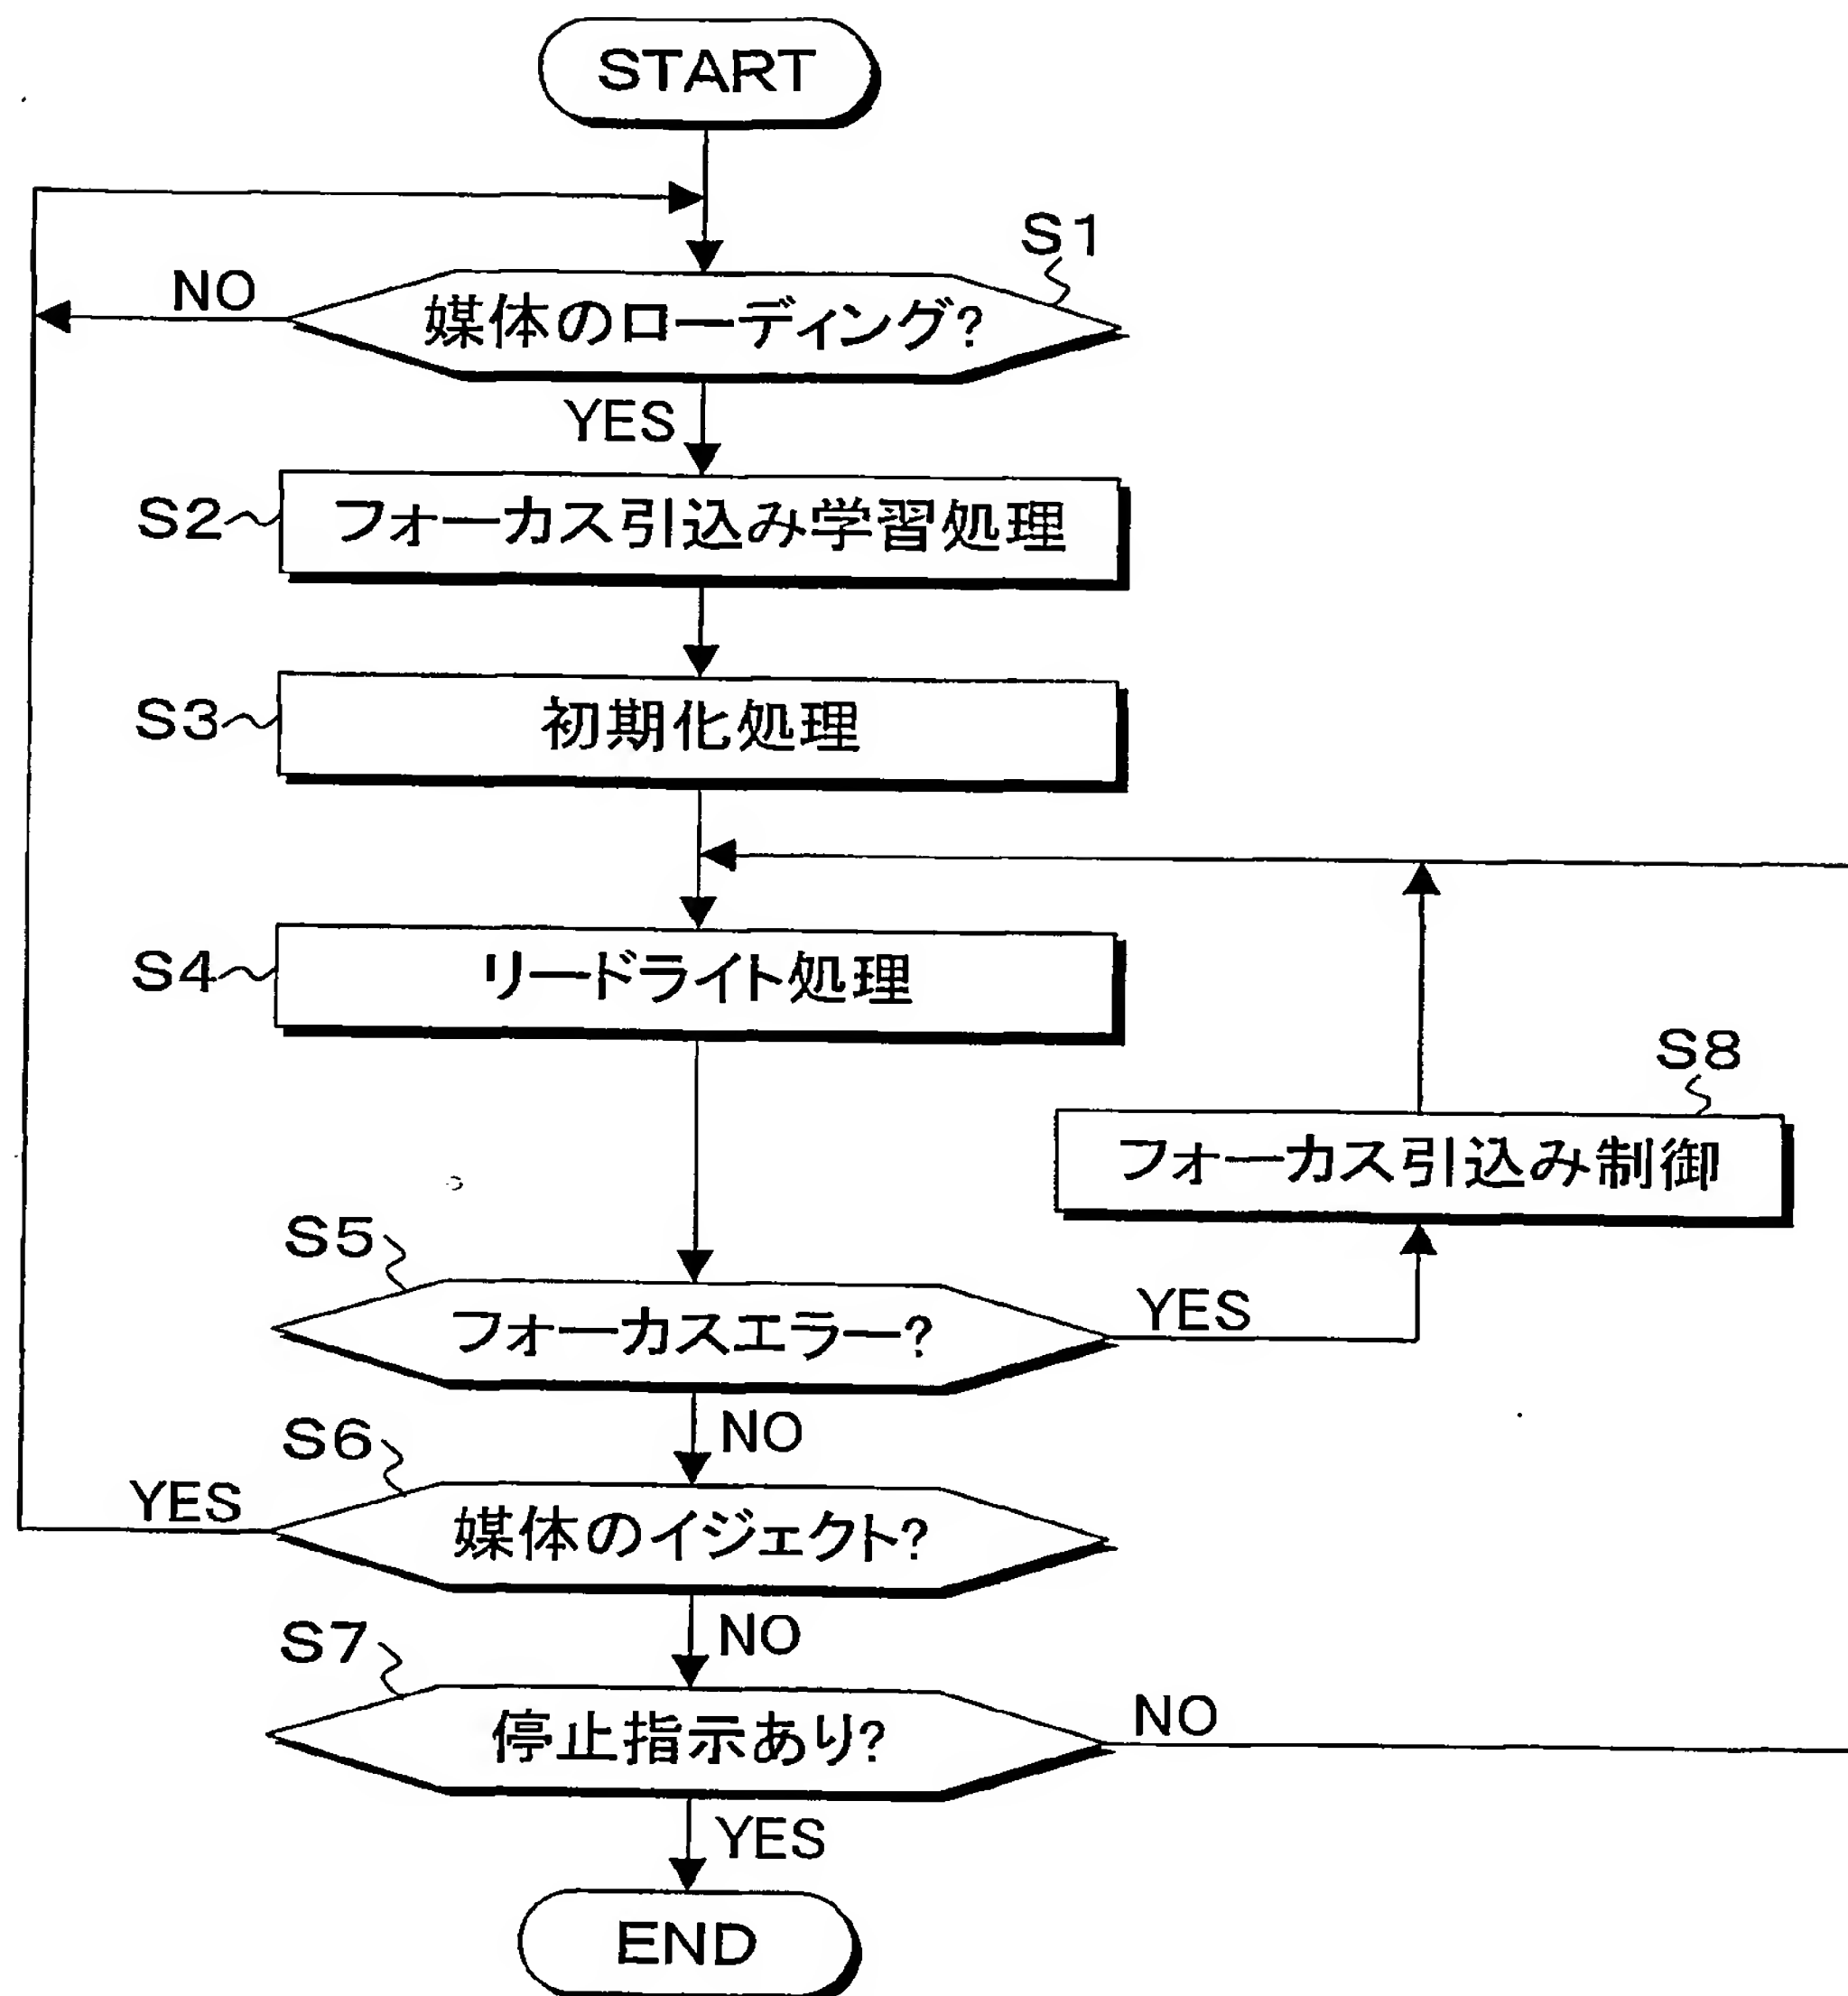 START
S1
NO
媒体のローディング?
YES
S2
フォーカス引込み学習処理
S3
初期化処理
S4
リードライト処理
S8
フォーカス引込み制御
S5
フォーカスエラー?
YES
NO
S6
YES
媒体のイジェクト?
NO
S7
停止指示あり?
NO
YES
END